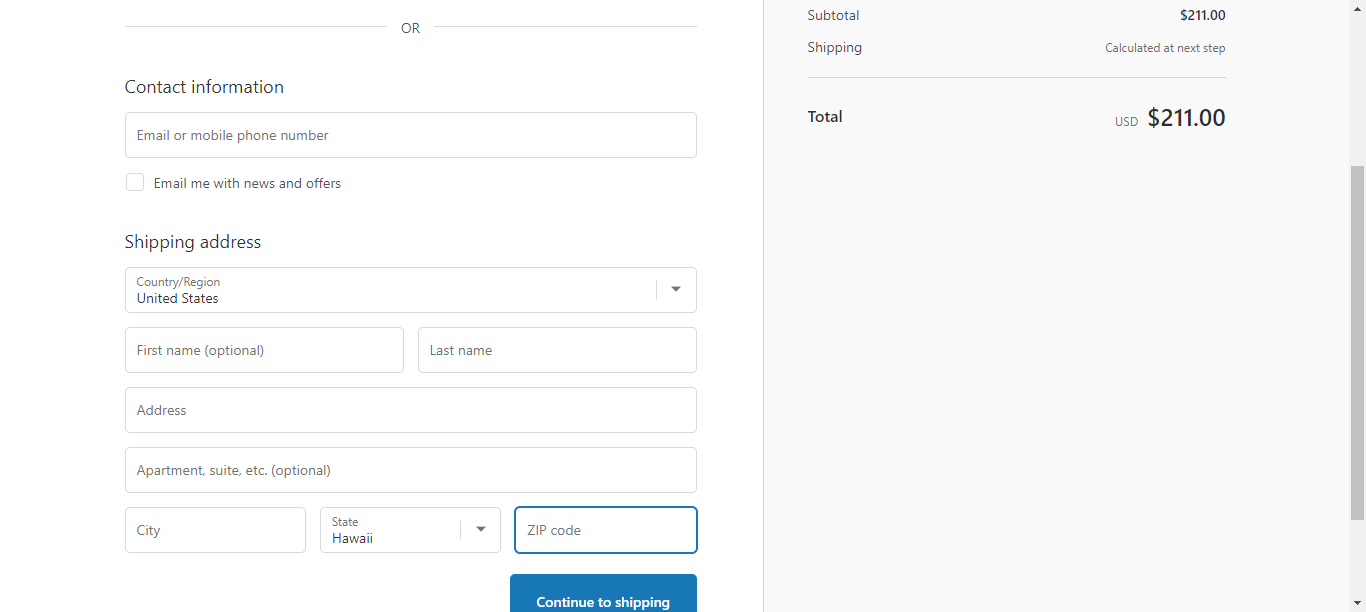 OR
Contact information
Email or mobile phone number
Email me with news and offers
Shipping address
Country/Region
United States
First name (optional)
Last name
Address
Apartment, suite, etc. (optional)
City
State
Hawaii
ZIP code
Continue to shipping
Subtotal
$211.00
Shipping
Calculated at next step
Total
USD $211.00